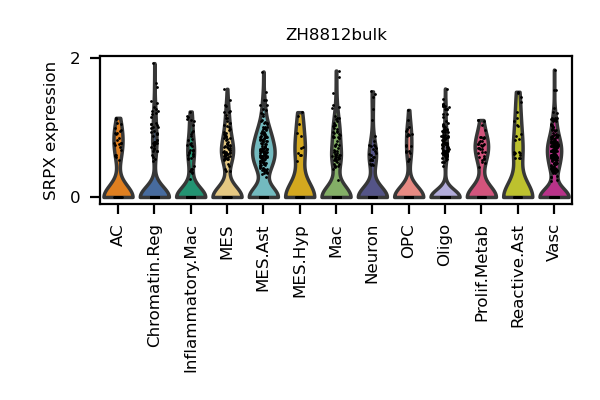 ZH8812bulk
SRPX expression
2
0
AC
Chromatin.Reg
Inflammatory.Mac
MES
MES.Ast
MES.Hyp
Mac
Neuron
OPC
Oligo
Prolif.Metab
Reactive.Ast
Vasc